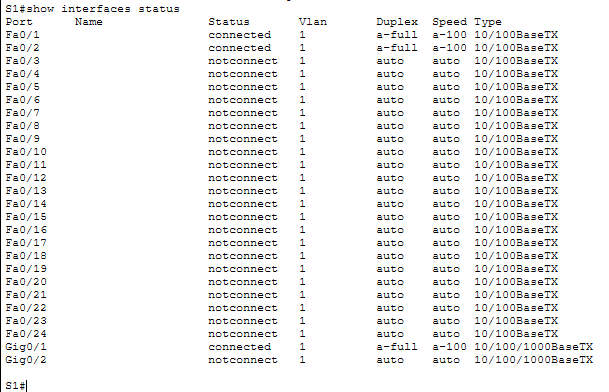 S1#show interfaces status
Port Name Status Vlan Duplex Speed Type
Fa0/1 connected 1 a-full a-100 10/100BaseTX
Fa0/2 connected 1 a-full a-100 10/100BaseTX
Fa0/3 notconnect 1 auto auto 10/100BaseTX
Fa0/4 notconnect 1 auto auto 10/100BaseTX
Fa0/5 notconnect 1 auto auto 10/100BaseTX
Fa0/6 notconnect 1 auto auto 10/100BaseTX
Fa0/7 notconnect 1 auto auto 10/100BaseTX
Fa0/8 notconnect 1 auto auto 10/100BaseTX
Fa0/9 notconnect 1 auto auto 10/100BaseTX
Fa0/10 notconnect 1 auto auto 10/100BaseTX
Fa0/11 notconnect 1 auto auto 10/100BaseTX
Fa0/12 notconnect 1 auto auto 10/100BaseTX
Fa0/13 notconnect 1 auto auto 10/100BaseTX
Fa0/14 notconnect 1 auto auto 10/100BaseTX
Fa0/15 notconnect 1 auto auto 10/100BaseTX
Fa0/16 notconnect 1 auto auto 10/100BaseTX
Fa0/17 notconnect 1 auto auto 10/100BaseTX
Fa0/18 notconnect 1 auto auto 10/100BaseTX
Fa0/19 notconnect 1 auto auto 10/100BaseTX
Fa0/20 notconnect 1 auto auto 10/100BaseTX
Fa0/21 notconnect 1 auto auto 10/100BaseTX
Fa0/22 notconnect 1 auto auto 10/100BaseTX
Fa0/23 notconnect 1 auto auto 10/100BaseTX
Fa0/24 notconnect 1 auto auto 10/100BaseTX
Gig0/1 connected 1 a-full a-100 10/100/1000BaseTX
Gig0/2 notconnect 1 auto auto 10/100/1000BaseTX
S1#